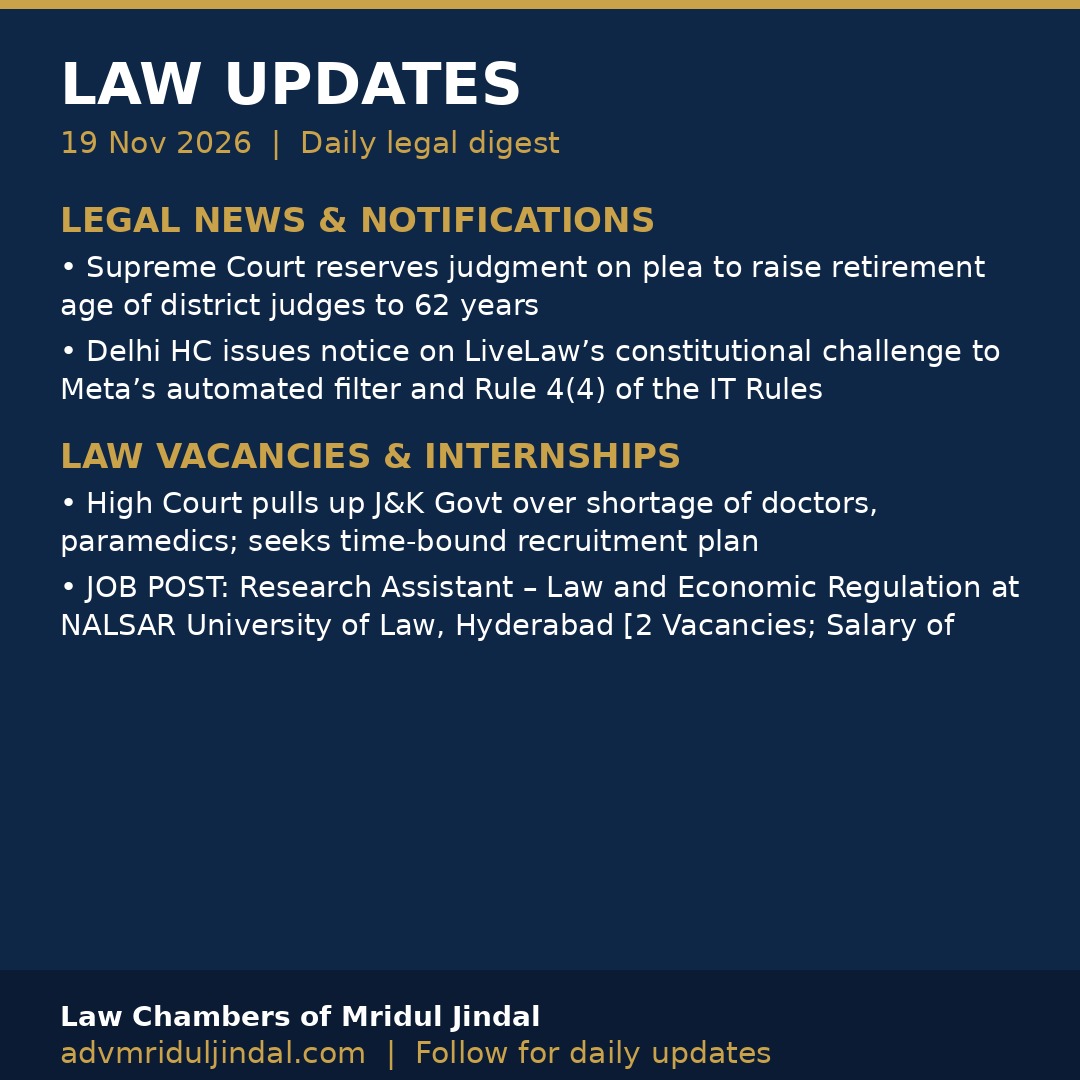 LAW UPDATES
19 Nov 2026 | Daily legal digest
LEGAL NEWS & NOTIFICATIONS
• Supreme Court reserves judgment on plea to raise retirement
age of district judges to 62 years
• Delhi HC issues notice on LiveLaw’s constitutional challenge to
Meta’s automated filter and Rule 4(4) of the IT Rules
LAW VACANCIES & INTERNSHIPS
• High Court pulls up J&K Govt over shortage of doctors,
paramedics; seeks time-bound recruitment plan
• JOB POST: Research Assistant – Law and Economic Regulation at
NALSAR University of Law, Hyderabad [2 Vacancies; Salary of
Law Chambers of Mridul Jindal
advmriduljindal.com | Follow for daily updates